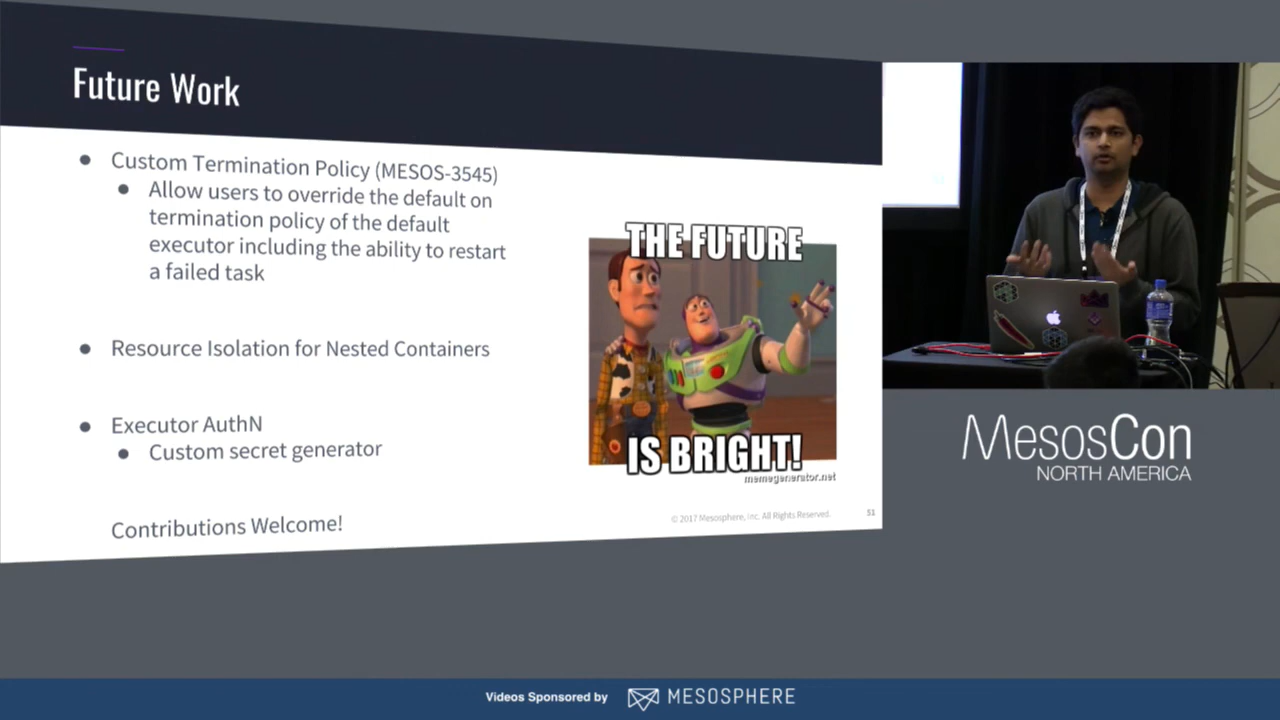 Future Work
Custom Termination Policy (MESOS-3545)
Allow users to override the default on
termination policy of the default
executor including the ability to restart
a failed task
Resource Isolation for Nested Containers
Executor AuthN
Custom secret generator
Contributions Welcome!
THE FUTURE
IS BRIGHT!
memegenerator.net
© 2017 Mesosphere, Inc. All Rights Reserved.
51
MesosCon
NORTH AMERICA
Videos Sponsored by
MESOSPHERE